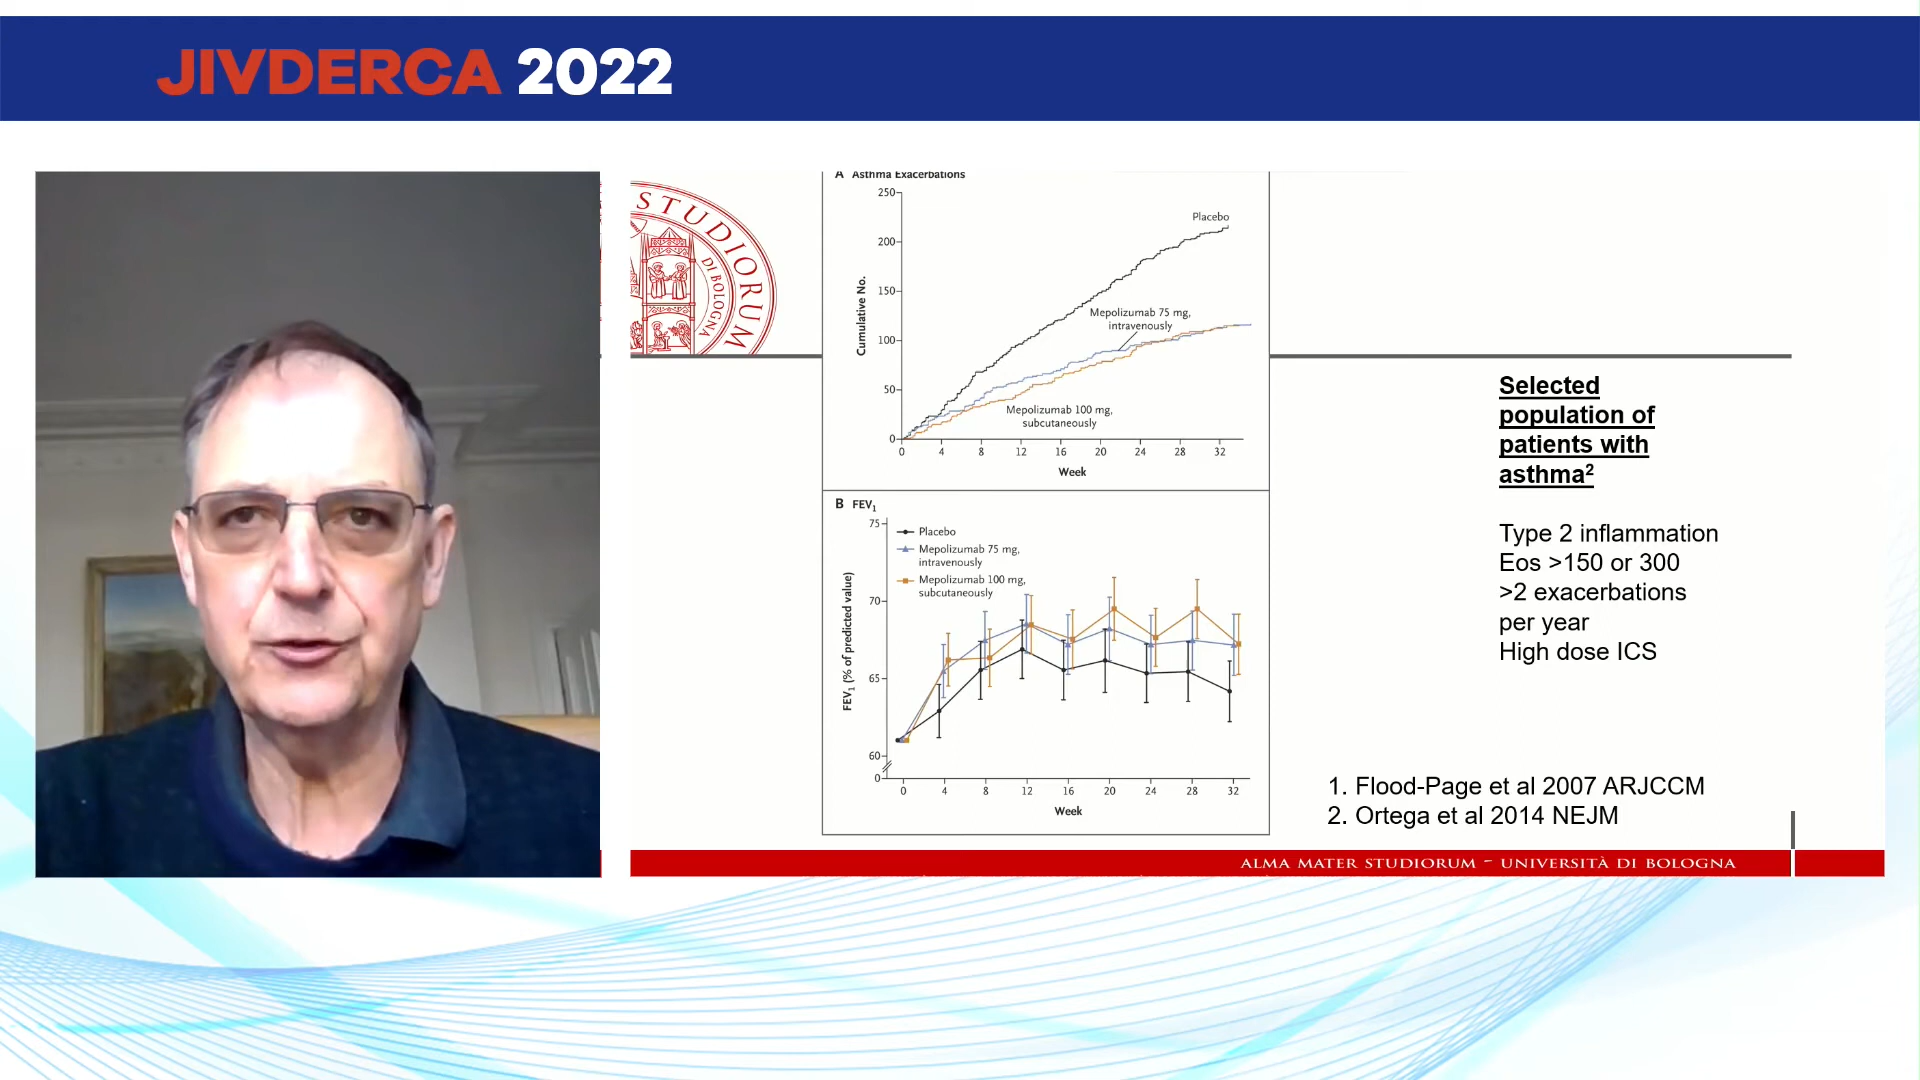 JIVDERCA 2022
STUDIORUM
DI BOLOGNA
A Asthma Exacerbations
250
200
150
100
50
0
Cumulative No.
Placebo
Mepolizumab 75 mg,
intravenously
Mepolizumab 100 mg,
subcutaneously
0 4 8 12 16 20 24 28 32
Week
B FEV1
75
70
65
60
0
FEV1 (% of predicted value)
Placebo
Mepolizumab 75 mg,
intravenously
Mepolizumab 100 mg,
subcutaneously
0 4 8 12 16 20 24 28 32
Week
Selected
population of
patients with
asthma²
Type 2 inflammation
Eos >150 or 300
>2 exacerbations
per year
High dose ICS
1. Flood-Page et al 2007 ARJCCM
2. Ortega et al 2014 NEJM
ALMA MATER STUDIORUM – UNIVERSITÀ DI BOLOGNA